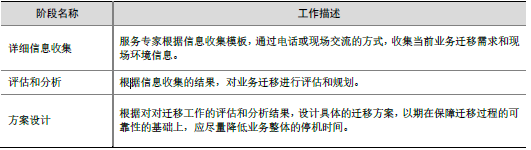 阶段名称 工作描述
详细信息收集 服务专家根据信息收集模板，通过电话或现场交流的方式，收集当前业务迁移需求和现
场环境信息。
评估和分析 根据信息收集的结果，对业务迁移进行评估和规划。
方案设计 根据对对迁移工作的评估和分析结果，设计具体的迁移方案，以期在保障迁移过程的可
靠性的基础上，应尽量降低业务整体的停机时间。